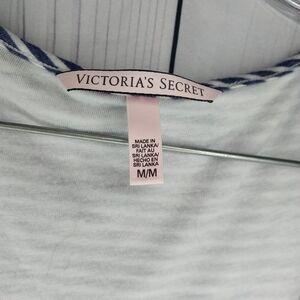 VICTORIA'S SECRET
MADE IN
SRI LANKA/
FAIT AU
SRI LANKA/
HECHO EN
SRI LANKA
M/M